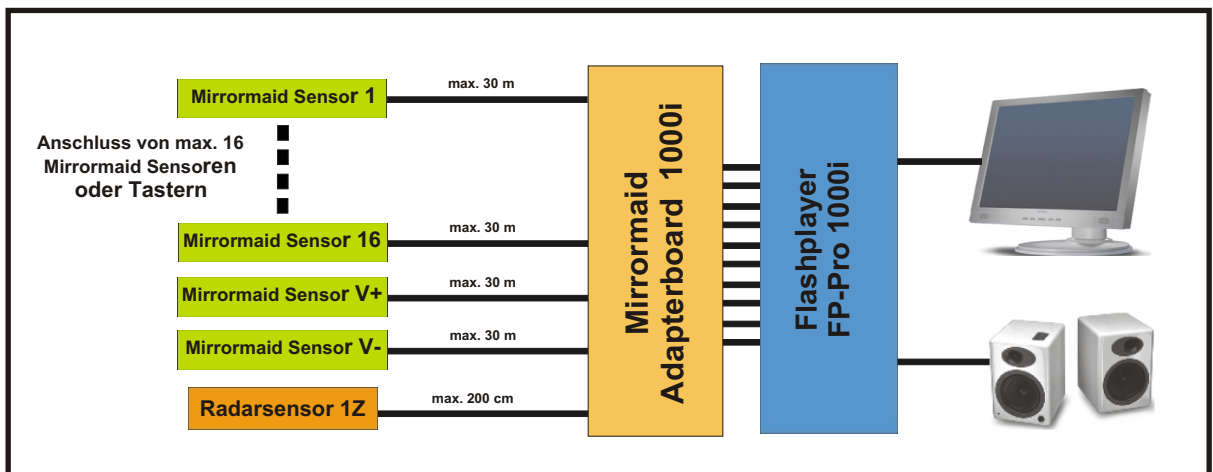 Mirrormaid Sensor 1
max. 30 m
Anschluss von max. 16
Mirrormaid Sensoren
oder Tastern
Mirrormaid Sensor 16
max. 30 m
Mirrormaid Sensor V+
max. 30 m
Mirrormaid Sensor V-
max. 30 m
Radarsensor 1Z
max. 200 cm
Mirrormaid
Adapterboard 1000i
Flashplayer
FP-Pro 1000i